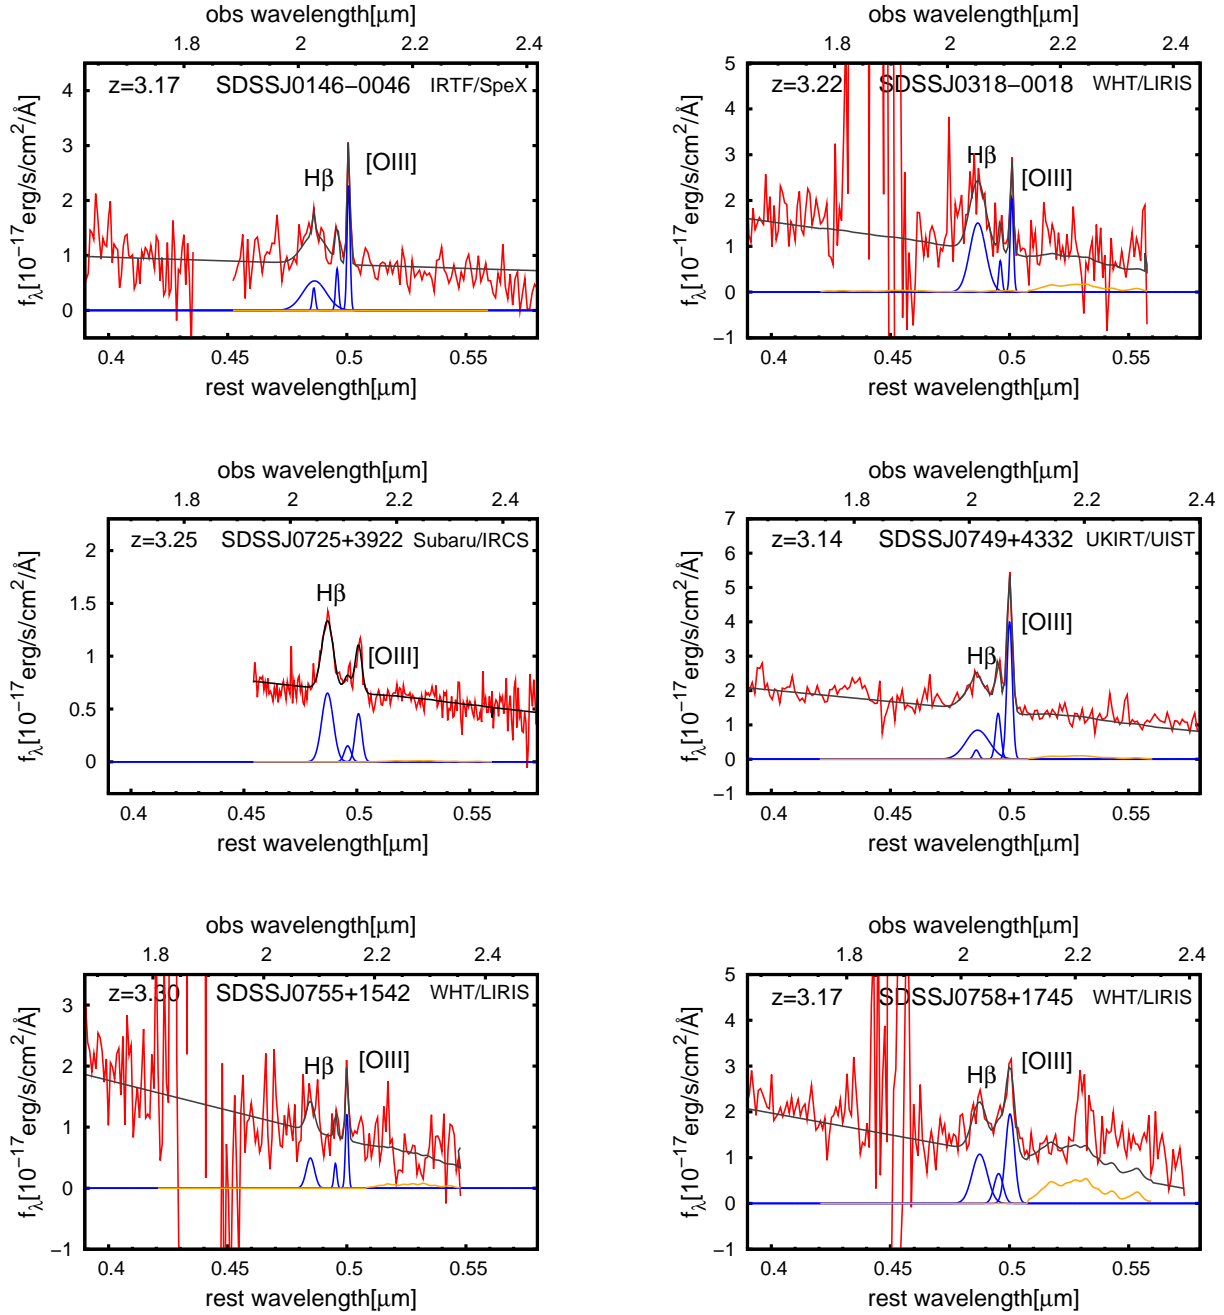 obs wavelength[μm]
1.8 2 2.2 2.4
z=3.17 SDSSJ0146−0046 IRTF/SpeX
Hβ [OIII]
f_λ[10^−17 erg/s/cm^2/Å]
4
3
2
1
0
0.4 0.45 0.5 0.55
rest wavelength[μm]
obs wavelength[μm]
1.8 2 2.2 2.4
z=3.22 SDSSJ0318−0018 WHT/LIRIS
Hβ [OIII]
f_λ[10^−17 erg/s/cm^2/Å]
5
4
3
2
1
0
−1
0.4 0.45 0.5 0.55
rest wavelength[μm]
obs wavelength[μm]
1.8 2 2.2 2.4
z=3.25 SDSSJ0725+3922 Subaru/IRCS
Hβ
[OIII]
f_λ[10^−17 erg/s/cm^2/Å]
2
1.5
1
0.5
0
0.4 0.45 0.5 0.55
rest wavelength[μm]
obs wavelength[μm]
1.8 2 2.2 2.4
z=3.14 SDSSJ0749+4332 UKIRT/UIST
Hβ [OIII]
f_λ[10^−17 erg/s/cm^2/Å]
7
6
5
4
3
2
1
0
−1
0.4 0.45 0.5 0.55
rest wavelength[μm]
obs wavelength[μm]
1.8 2 2.2 2.4
z=3.30 SDSSJ0755+1542 WHT/LIRIS
Hβ [OIII]
f_λ[10^−17 erg/s/cm^2/Å]
3
2
1
0
−1
0.4 0.45 0.5 0.55
rest wavelength[μm]
obs wavelength[μm]
1.8 2 2.2 2.4
z=3.17 SDSSJ0758+1745 WHT/LIRIS
Hβ [OIII]
f_λ[10^−17 erg/s/cm^2/Å]
5
4
3
2
1
0
−1
0.4 0.45 0.5 0.55
rest wavelength[μm]